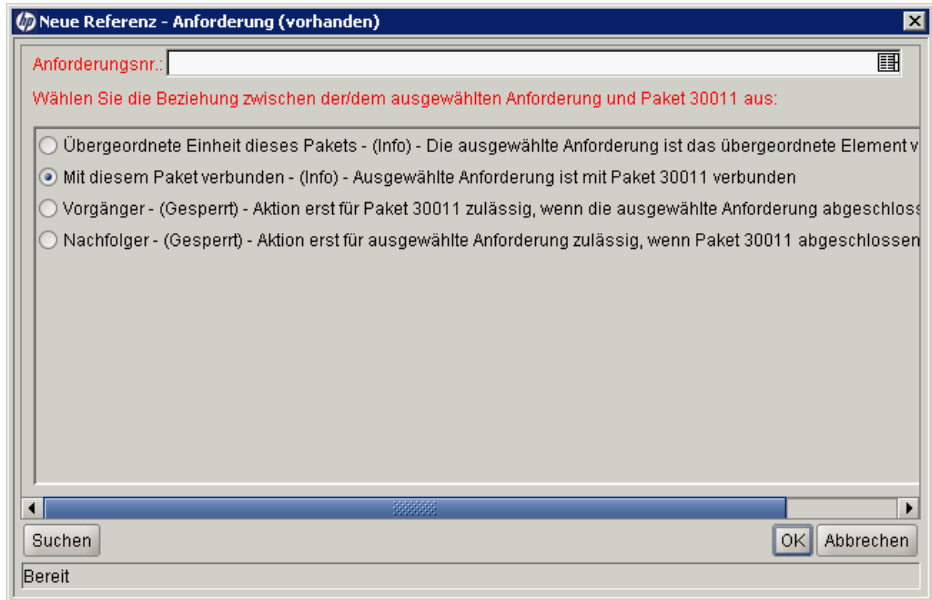 hp Neue Referenz - Anforderung (vorhanden)
Anforderungsnr.:
Wählen Sie die Beziehung zwischen der/dem ausgewählten Anforderung und Paket 30011 aus:
Übergeordnete Einheit dieses Pakets - (Info) - Die ausgewählte Anforderung ist das übergeordnete Element v
Mit diesem Paket verbunden - (Info) - Ausgewählte Anforderung ist mit Paket 30011 verbunden
Vorgänger - (Gesperrt) - Aktion erst für Paket 30011 zulässig, wenn die ausgewählte Anforderung abgeschloss
Nachfolger - (Gesperrt) - Aktion erst für ausgewählte Anforderung zulässig, wenn Paket 30011 abgeschlossen
Suchen OK Abbrechen
Bereit